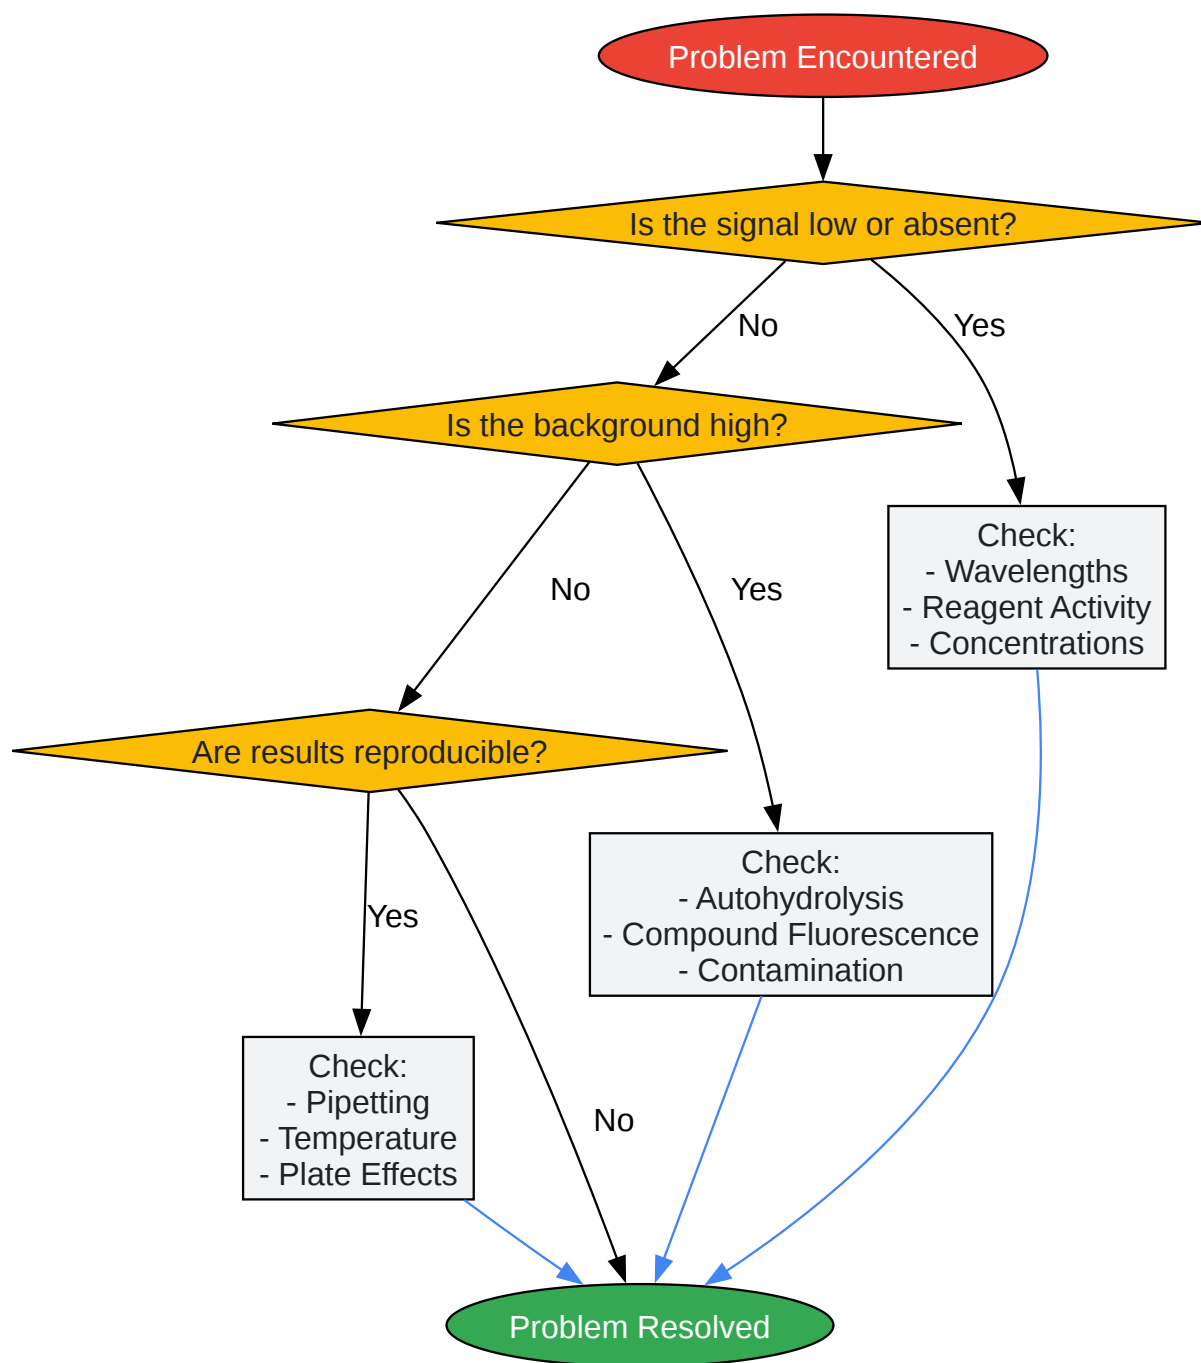 Problem Encountered
Is the signal low or absent?
No
Yes
Is the background high?
Check:
- Wavelengths
- Reagent Activity
- Concentrations
No
Yes
Are results reproducible?
Check:
- Autohydrolysis
- Compound Fluorescence
- Contamination
Yes
Check:
- Pipetting
- Temperature
- Plate Effects
No
Problem Resolved